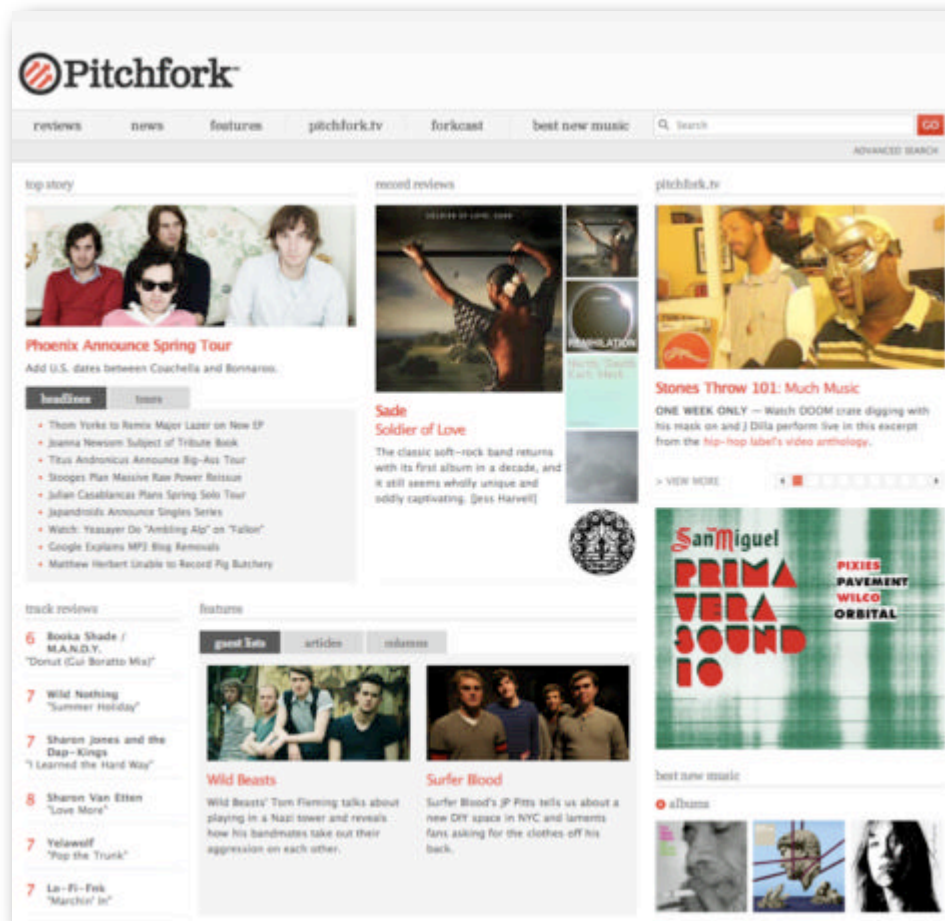 Pitchfork
reviews news features pitchfork.tv forkcast best new music Search GO
ADVANCED SEARCH
top story
Phoenix Announce Spring Tour
Add U.S. dates between Coachella and Bonnaroo.
headlines tours
Thom Yorke to Remix Major Lazer on New EP
Joanna Newsom Subject of Tribute Book
Titus Andronicus Announce Big-Ass Tour
Stooges Plan Massive Raw Power Reissue
Julian Casablancas Plans Spring Solo Tour
Japandroids Announce Singles Series
Watch: Yeasayer Do "Ambling Alp" on "Fallon"
Google Explains MP3 Blog Removals
Matthew Herbert Unable to Record Pig Butchery
record reviews
SOLDIER OF LOVE, SADE
Sade
Soldier of Love
The classic soft-rock band returns
with its first album in a decade, and
it still seems wholly unique and
oddly captivating. [Jess Harvell]
pitchfork.tv
Stones Throw 101: Much Music
ONE WEEK ONLY — Watch DOOM crate digging with
his mask on and J Dilla perform live in this excerpt
from the hip-hop label's video anthology.
> VIEW MORE
San Miguel
PRIMA
VERA
SOUND
10
PIXIES
PAVEMENT
WILCO
ORBITAL
track reviews
6 Booka Shade /
M.A.N.D.Y.
"Donut (Gui Boratto Mix)"
7 Wild Nothing
"Summer Holiday"
7 Sharon Jones and the
Dap-Kings
"I Learned the Hard Way"
8 Sharon Van Etten
"Love More"
7 Yelawolf
"Pop the Trunk"
7 Lo-Fi-Fnk
"Marchin' In"
features
guest lists articles columns
Wild Beasts
Wild Beasts' Tom Fleming talks about
playing in a Nazi tower and reveals
how his bandmates take out their
aggression on each other.
Surfer Blood
Surfer Blood's JP Pitts tells us about a
new DIY space in NYC and laments
fans asking for the clothes off his
back.
best new music
albums